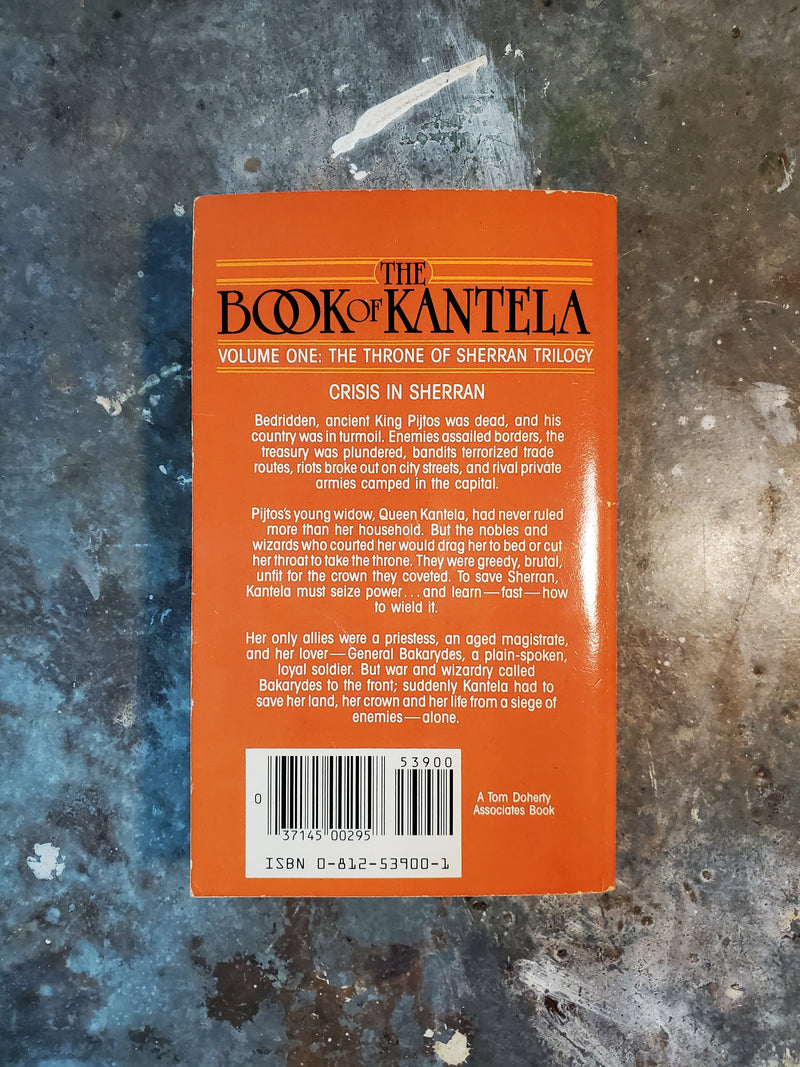 THE
BOOK OF KANTELA
VOLUME ONE: THE THRONE OF SHERRAN TRILOGY
CRISIS IN SHERRAN
Bedridden, ancient King Pijtos was dead, and his
country was in turmoil. Enemies assailed borders, the
treasury was plundered, bandits terrorized trade
routes, riots broke out on city streets, and rival private
armies camped in the capital.
Pijtos's young widow, Queen Kantela, had never ruled
more than her household. But the nobles and
wizards who courted her would drag her to bed or cut
her throat to take the throne. They were greedy, brutal,
unfit for the crown they coveted. To save Sherran,
Kantela must seize power...and learn—fast—how
to wield it.
Her only allies were a priestess, an aged magistrate,
and her lover—General Bakarydes, a plain-spoken,
loyal soldier. But war and wizardry called
Bakarydes to the front; suddenly Kantela had to
save her land, her crown and her life from a siege of
enemies—alone.
53900
0
37145 00295
ISBN 0-812-53900-1
A Tom Doherty
Associates Book